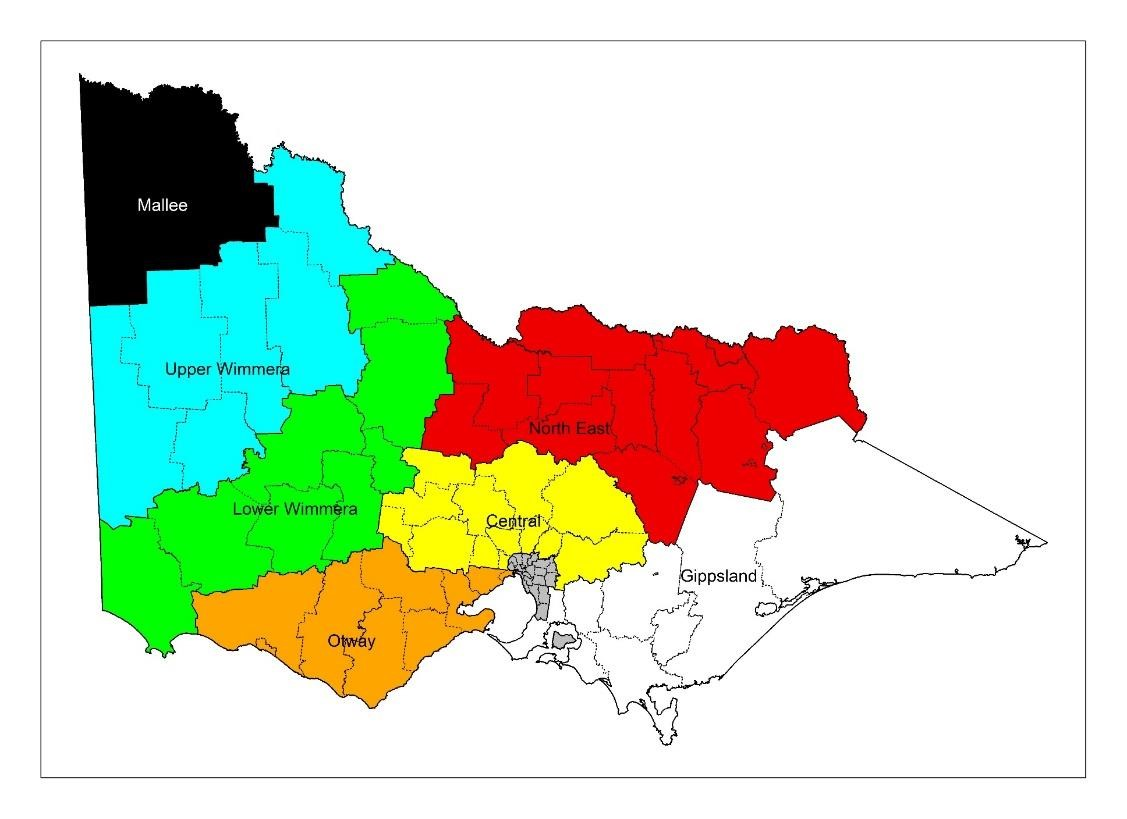 Mallee
Upper Wimmera
North East
Lower Wimmera
Central
Gippsland
Otway